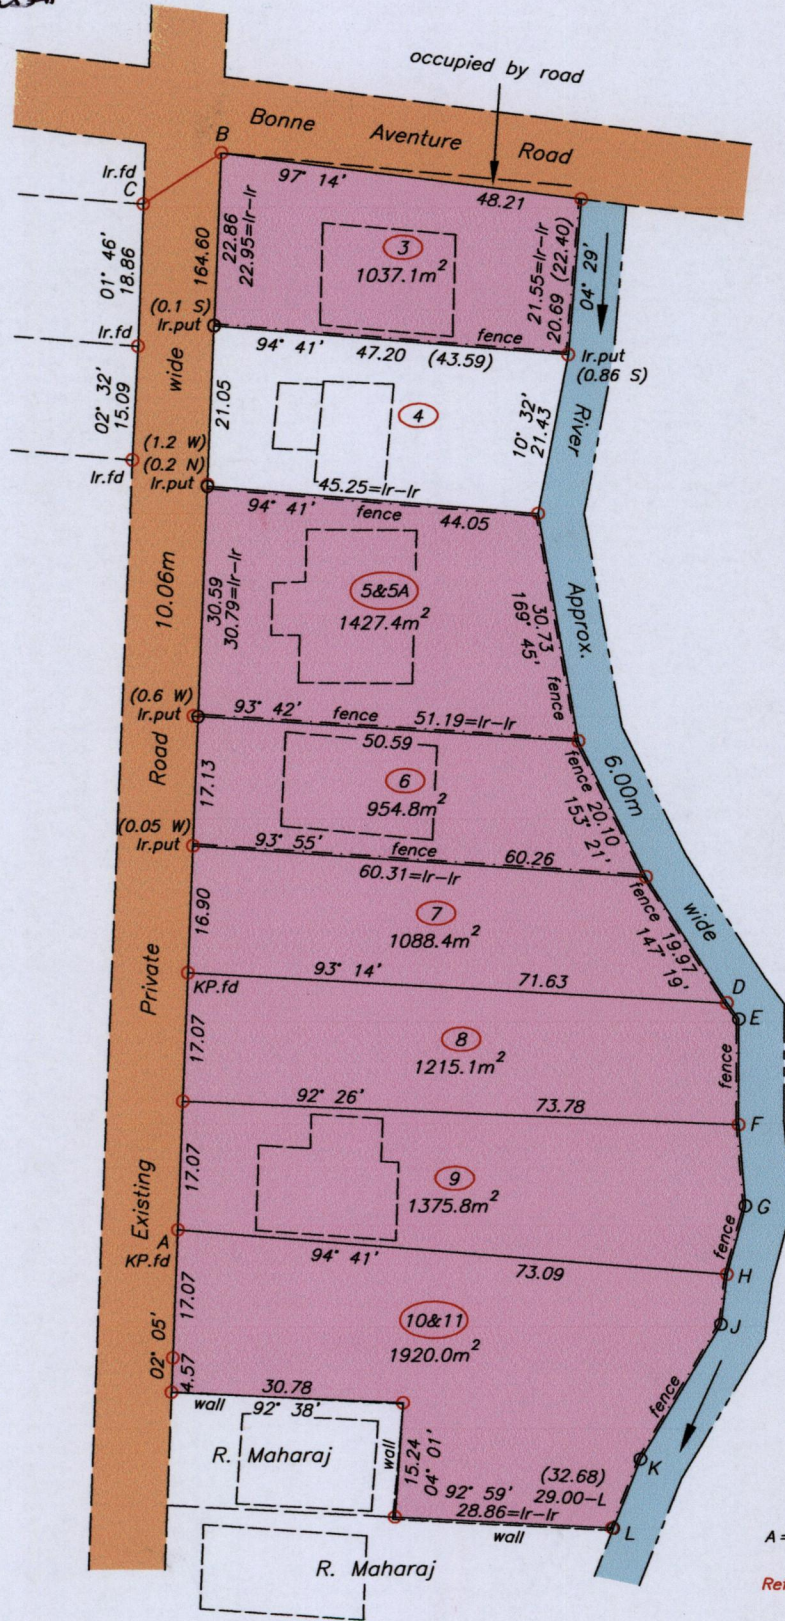 occupied by road
Bonne Aventure Road
B
Ir.fd
C
97° 14'
48.21
01° 46'
18.86
164.60
22.86
22.95=Ir-Ir
3
1037.1m²
21.55=Ir-Ir
20.69 (22.40)
04° 29'
(0.1 S)
Ir.put
fence
94° 41' 47.20 (43.59)
Ir.put
(0.86 S)
Ir.fd
wide
02° 32'
15.09
21.05
4
10° 32'
21.43
River
(1.2 W)
(0.2 N)
Ir.put
Ir.fd
45.25=Ir-Ir
94° 41' fence 44.05
10.06m
30.59
30.79=Ir-Ir
5&5A
1427.4m²
30.73
169° 45'
fence
Approx.
(0.6 W)
Ir.put
93° 42' fence 51.19=Ir-Ir
50.59
Road
17.13
6
954.8m²
fence 20.10
153° 21'
6.00m
(0.05 W)
Ir.put
93° 55' fence 60.26
60.31=Ir-Ir
16.90
7
1088.4m²
fence 19.97
147° 19'
wide
93° 14' 71.63
KP.fd
D
E
Private
17.07
8
1215.1m²
fence
92° 26' 73.78
F
17.07
9
1375.8m²
G
Existing
A
KP.fd
94° 41' 73.09
fence
H
17.07
10&11
1920.0m²
J
02° 05'
4.57
30.78
wall 92° 38'
fence
R. Maharaj
wall
15.24
04° 01'
(32.68)
92° 59' 29.00-L
28.86=Ir-Ir
wall
K
L
R. Maharaj
A =